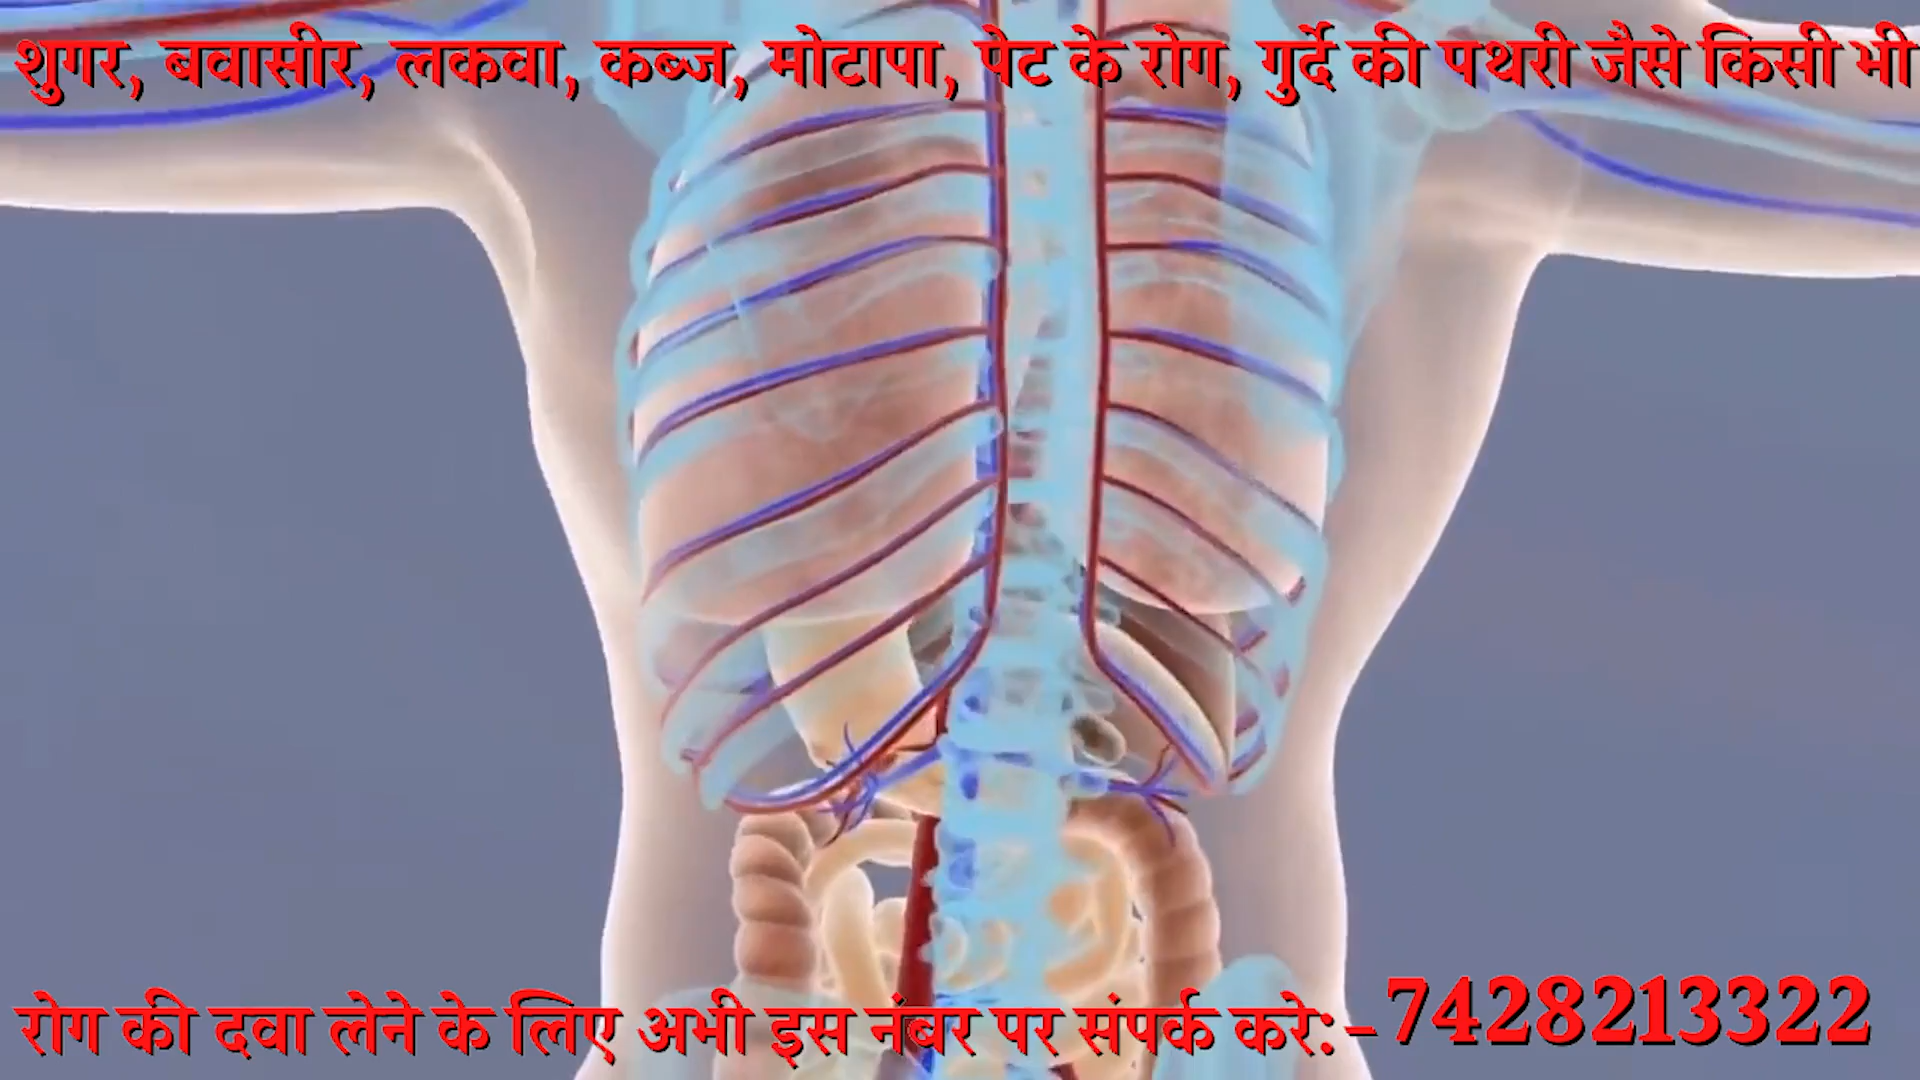 शुगर, बवासीर, लकवा, कब्ज, मोटापा, पेट के रोग, गुर्दे की पथरी जैसे किसी भी
रोग की दवा लेने के लिए अभी इस नंबर पर संपर्क करे:-7428213322